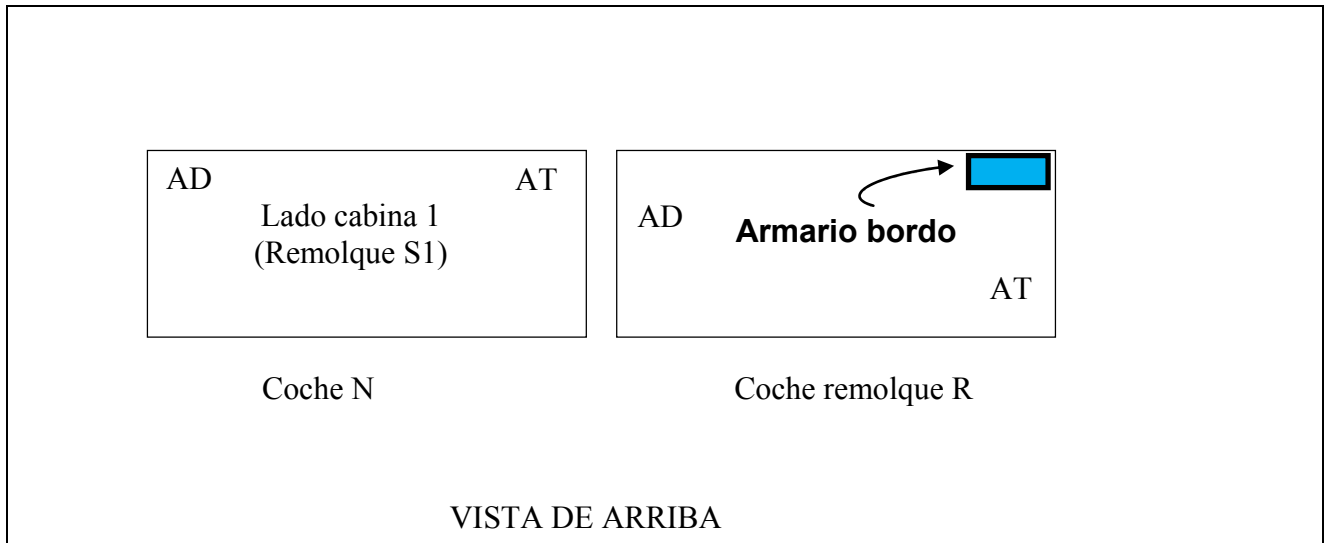 AD
AT
Lado cabina 1
(Remolque S1)
AD
Armario bordo
AT
Coche N
Coche remolque R
VISTA DE ARRIBA